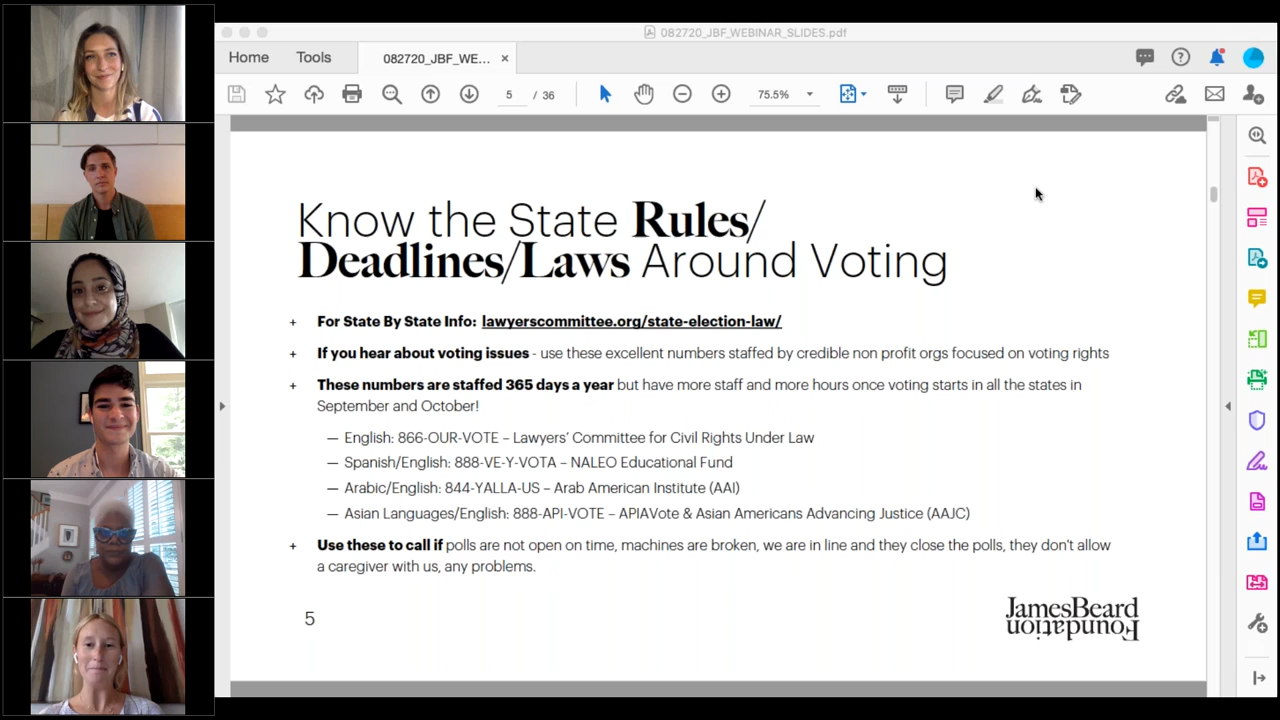 082720_JBF_WEBINAR_SLIDES.pdf
Home Tools 082720_JBF_WE... ×
5 / 36 75.5%
Know the State Rules/
Deadlines/Laws Around Voting
+ For State By State Info: lawyerscommittee.org/state-election-law/
+ If you hear about voting issues - use these excellent numbers staffed by credible non profit orgs focused on voting rights
+ These numbers are staffed 365 days a year but have more staff and more hours once voting starts in all the states in
September and October!
— English: 866-OUR-VOTE – Lawyers’ Committee for Civil Rights Under Law
— Spanish/English: 888-VE-Y-VOTA – NALEO Educational Fund
— Arabic/English: 844-YALLA-US – Arab American Institute (AAI)
— Asian Languages/English: 888-API-VOTE – APIAVote & Asian Americans Advancing Justice (AAJC)
+ Use these to call if polls are not open on time, machines are broken, we are in line and they close the polls, they don't allow
a caregiver with us, any problems.
5
JamesBeard
Foundation